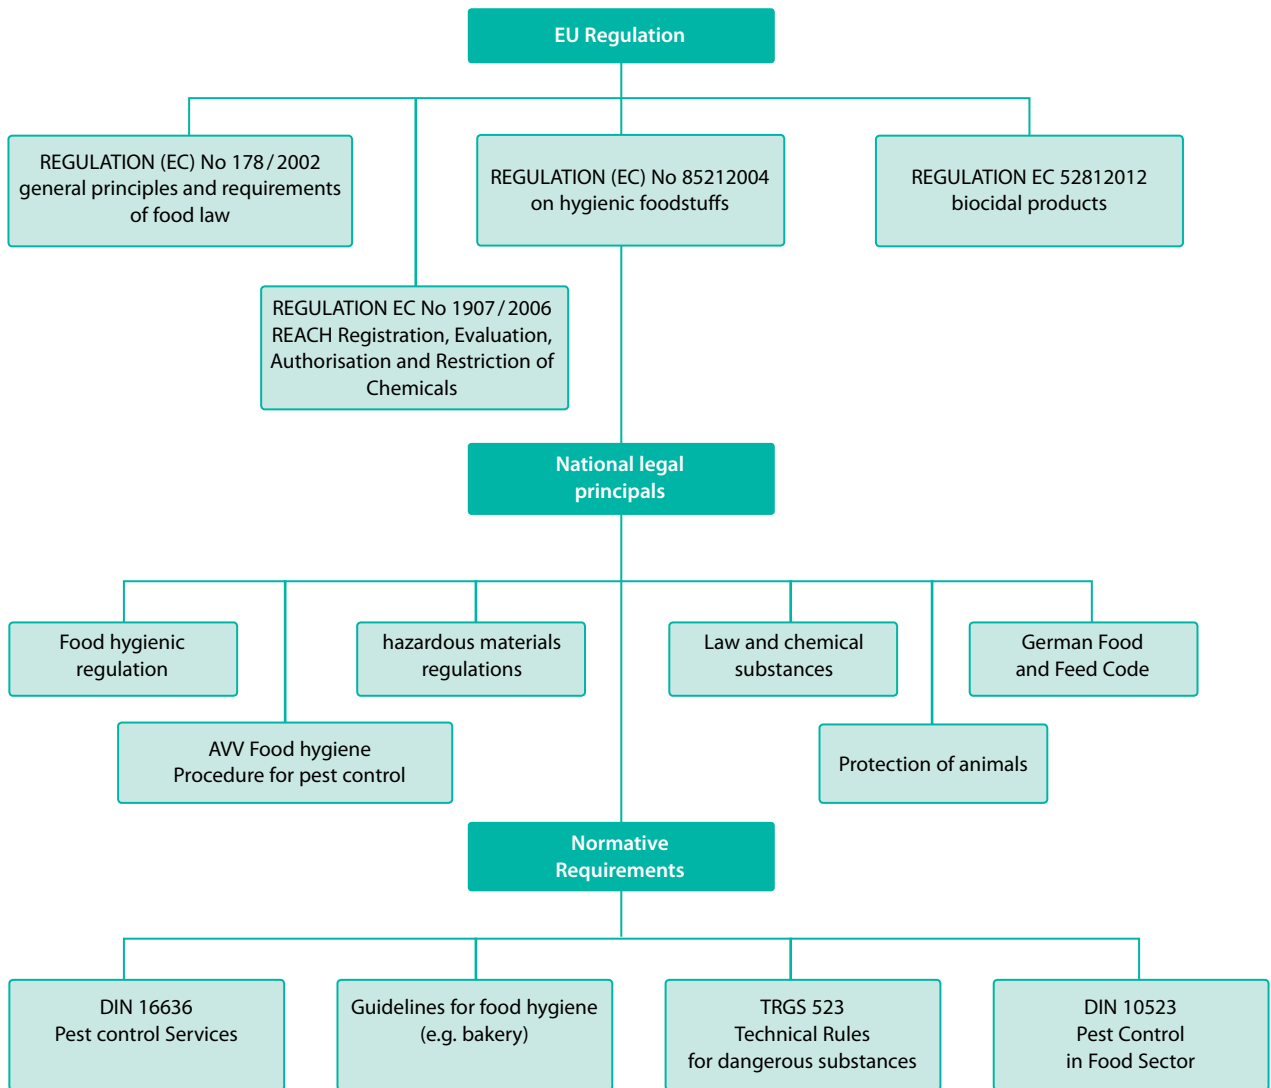 EU Regulation
REGULATION (EC) No 178/2002
general principles and requirements
of food law
REGULATION (EC) No 85212004
on hygienic foodstuffs
REGULATION EC 52812012
biocidal products
REGULATION EC No 1907/2006
REACH Registration, Evaluation,
Authorisation and Restriction of
Chemicals
National legal
principals
Food hygienic
regulation
hazardous materials
regulations
Law and chemical
substances
German Food
and Feed Code
AVV Food hygiene
Procedure for pest control
Protection of animals
Normative
Requirements
DIN 16636
Pest control Services
Guidelines for food hygiene
(e.g. bakery)
TRGS 523
Technical Rules
for dangerous substances
DIN 10523
Pest Control
in Food Sector